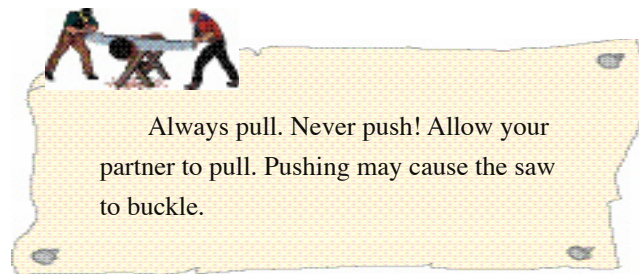 Always pull. Never push! Allow your
partner to pull. Pushing may cause the saw
to buckle.